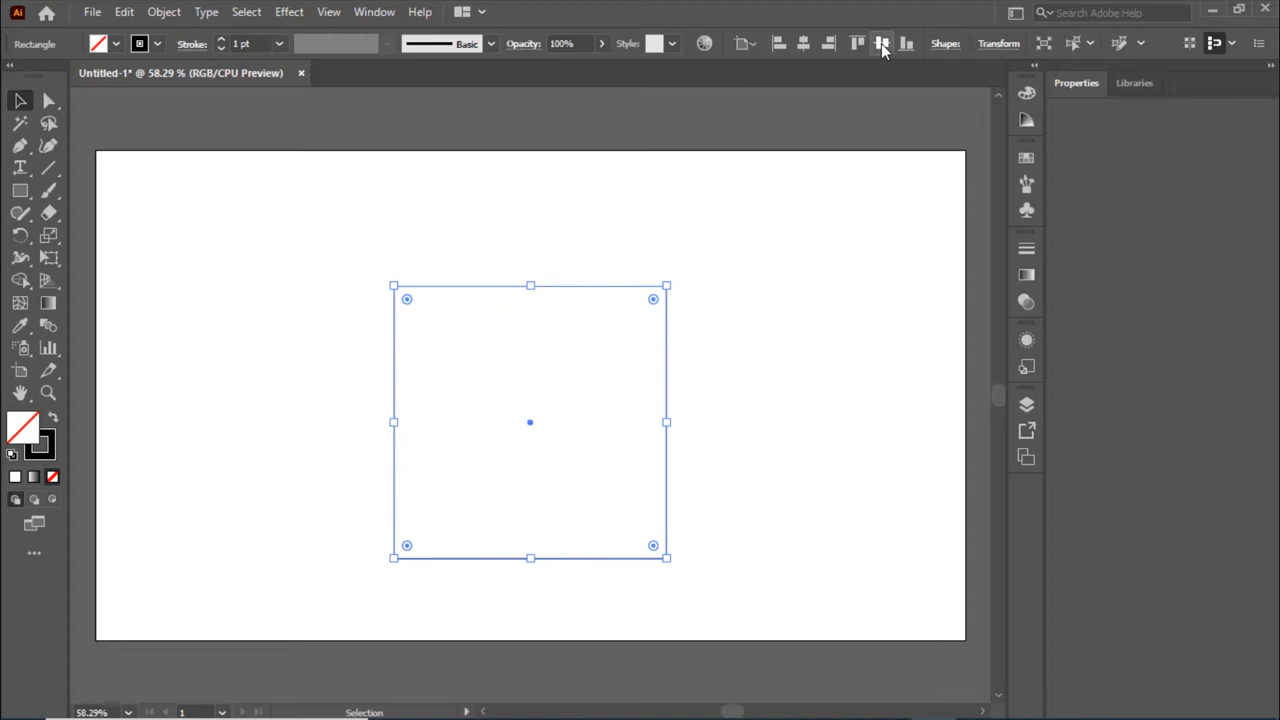 Ai File Edit Object Type Select Effect View Window Help Search Adobe Help
Rectangle Stroke: 1 pt Basic Opacity: 100% Style: Shape: Transform
Untitled-1* @ 58.29 % (RGB/CPU Preview) × Properties Libraries
58.29% 1 Selection